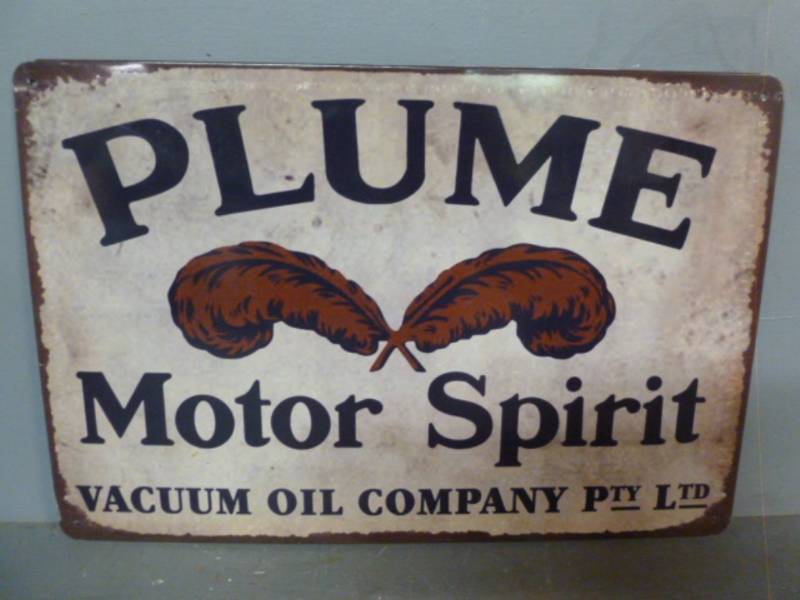 PLUME
Motor Spirit
VACUUM OIL COMPANY PTY LTD